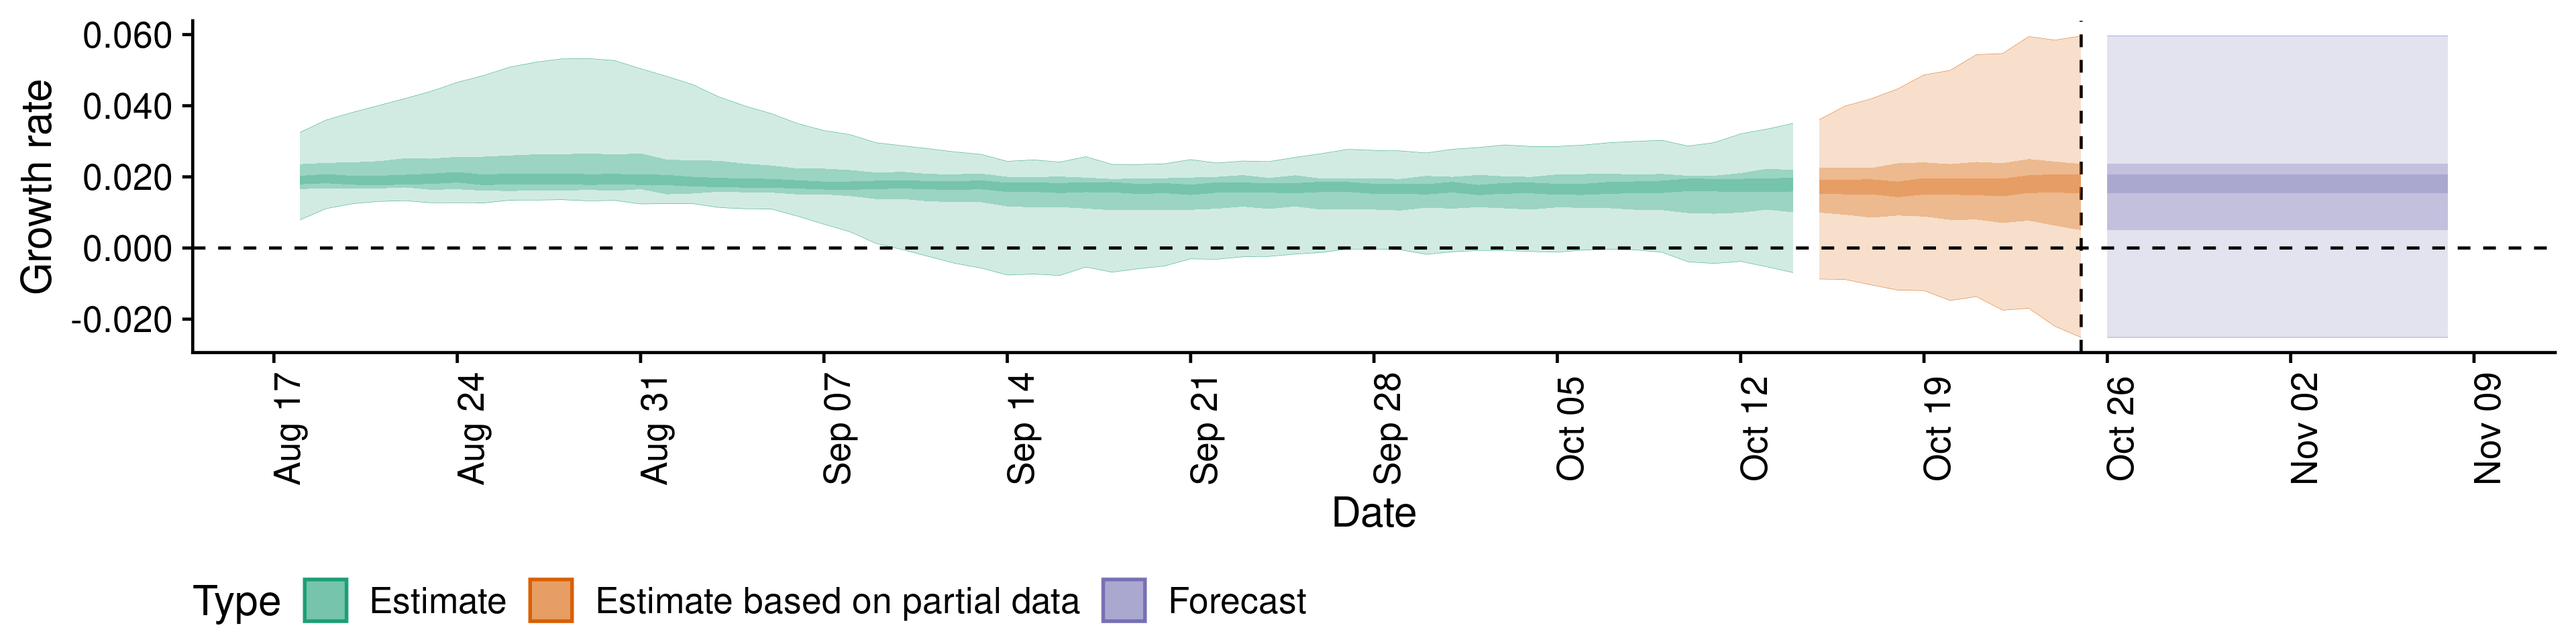 Growth rate
0.060
0.040
0.020
0.000
-0.020
Aug 17
Aug 24
Aug 31
Sep 07
Sep 14
Sep 21
Sep 28
Oct 05
Oct 12
Oct 19
Oct 26
Nov 02
Nov 09
Date
Type Estimate Estimate based on partial data Forecast